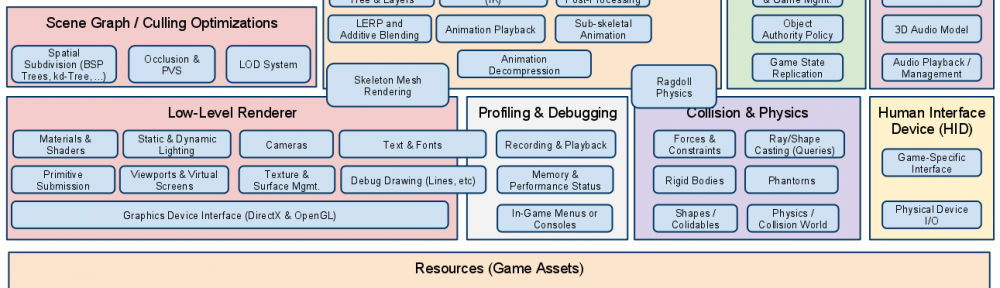 Tree & Layers
(IK)
Post-Processing
& Game Mgmt.
Scene Graph / Culling Optimizations
Spatial
Subdivision (BSP
Trees, kd-Tree, ...)
Occlusion &
PVS
LOD System
LERP and
Additive Blending
Animation Playback
Sub-skeletal
Animation
Animation
Decompression
Skeleton Mesh
Rendering
Ragdoll
Physics
Object
Authority Policy
Game State
Replication
3D Audio Model
Audio Playback /
Management
Low-Level Renderer
Materials &
Shaders
Static & Dynamic
Lighting
Cameras
Text & Fonts
Primitive
Submission
Viewports & Virtual
Screens
Texture &
Surface Mgmt.
Debug Drawing (Lines, etc)
Graphics Device Interface (DirectX & OpenGL)
Profiling & Debugging
Recording & Playback
Memory &
Performance Status
In-Game Menus or
Consoles
Collision & Physics
Forces &
Constraints
Ray/Shape
Casting (Queries)
Rigid Bodies
Phantorns
Shapes /
Colidables
Physics /
Collision World
Human Interface
Device (HID)
Game-Specific
Interface
Physical Device
I/O
Resources (Game Assets)